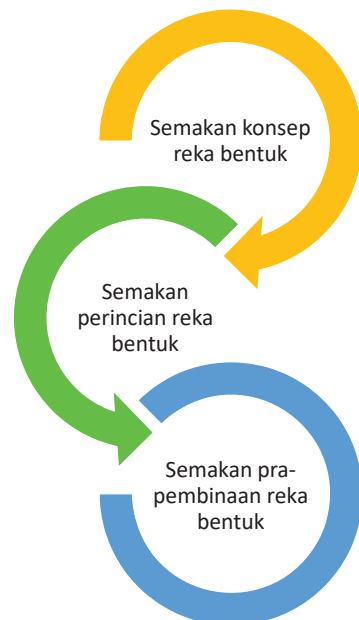 Semakan konsep
reka bentuk
Semakan
perincian reka
bentuk
Semakan pra-
pembinaan reka
bentuk